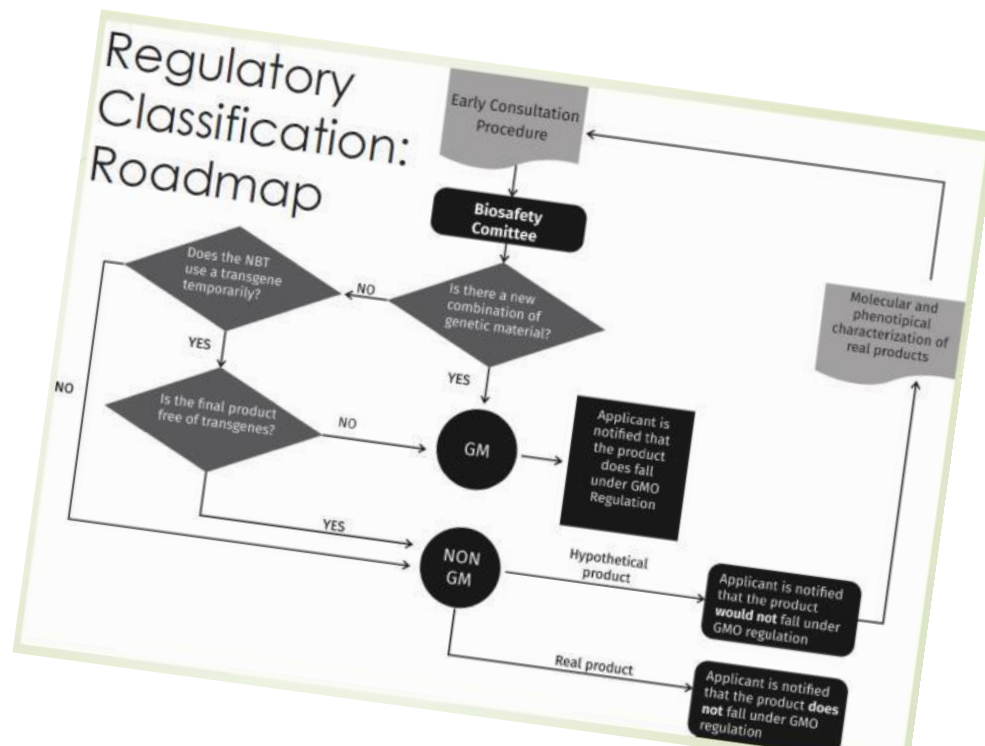 Regulatory
Classification:
Roadmap
Early Consultation
Procedure
Biosafety
Comittee
Is there a new
combination of
genetic material?
NO
Does the NBT
use a transgene
temporarily?
YES
NO
YES
Is the final product
free of transgenes?
NO
GM
Applicant is
notified that
the product
does fall
under GMO
Regulation
YES
NON
GM
Hypothetical
product
Applicant is notified
that the product
would not fall under
GMO regulation
Molecular and
phenotipical
characterization of
real products
Real product
Applicant is notified
that the product does
not fall under GMO
regulation